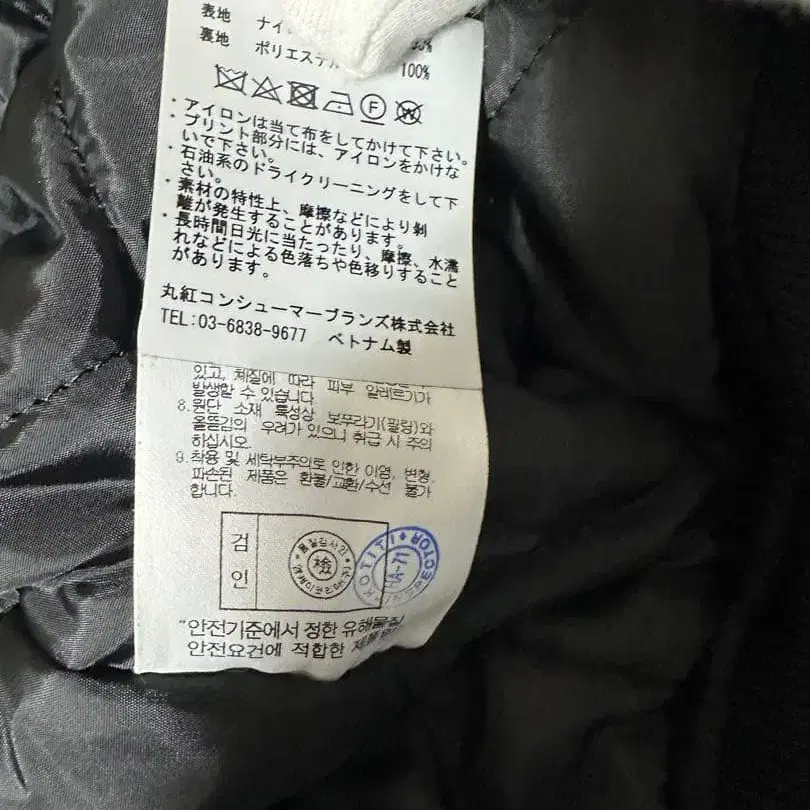 表地 ナイ
裏地 ポリエステル 100%
F W
・アイロンは当て布をしてかけて下さい。
・プリント部分には、アイロンをかけな
いで下さい。
・石油系のドライクリーニングをして下
さい。
・素材の特性上、摩擦などにより剥
離が発生することがあります。
・長時間日光に当たったり、摩擦、水濡
れなどによる色落ちや色移りすること
があります。
丸紅コンシューマーブランズ株式会社
TEL:03-6838-9677 ベトナム製
있고, 체질에 따라 피부 알레르기가
발생할 수 있습니다.
8.원단 소재 특성상 보푸라기(필링)와
올뜯김의 우려가 있으니 취급 시 주의
하십시오.
9.착용 및 세탁부주의로 인한 이염, 변형,
파손된 제품은 환불/교환/수선 불가
합니다.
검
인
檢
KOTITI INSPECTOR
1A-71
"안전기준에서 정한 유해물질
안전요건에 적합한 제품